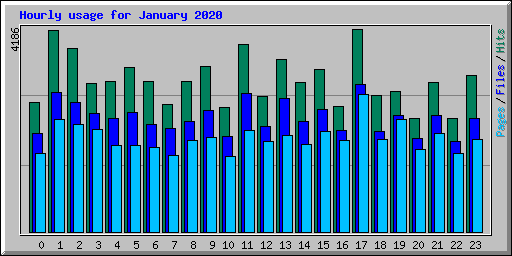 Hourly usage for January 2020
4186
Pages / Files / Hits
0 1 2 3 4 5 6 7 8 9 10 11 12 13 14 15 16 17 18 19 20 21 22 23